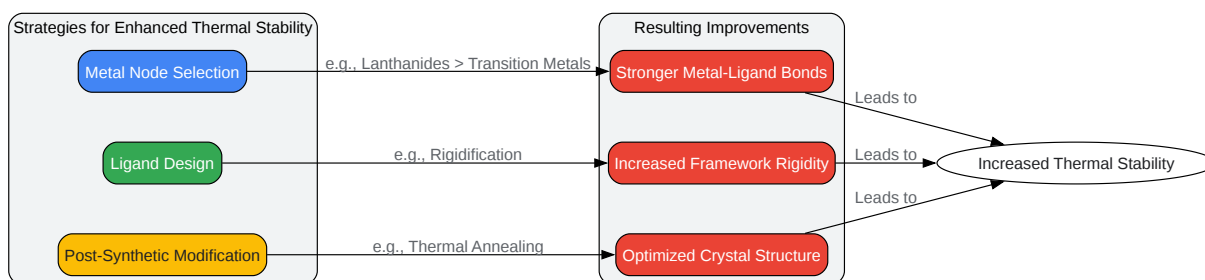 Strategies for Enhanced Thermal Stability
Resulting Improvements
Metal Node Selection
e.g., Lanthanides > Transition Metals
Stronger Metal-Ligand Bonds
Leads to
Ligand Design
e.g., Rigidification
Increased Framework Rigidity
Leads to
Increased Thermal Stability
Leads to
Post-Synthetic Modification
e.g., Thermal Annealing
Optimized Crystal Structure